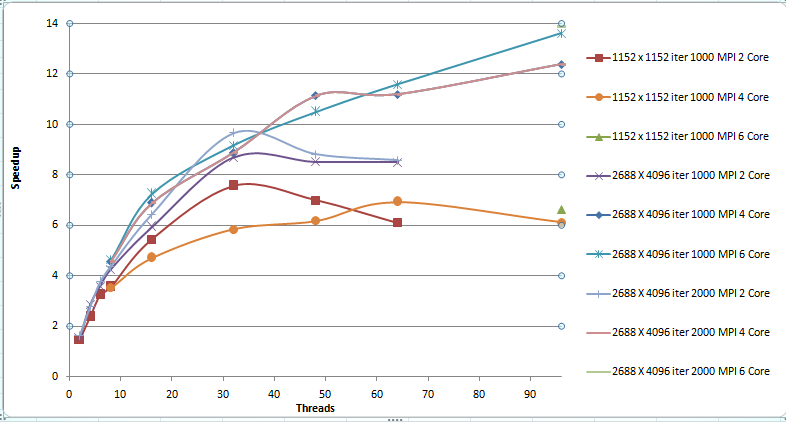 14
12
10
8
6
4
2
0
Speedup
0 10 20 30 40 50 60 70 80 90
Threads
1152 x 1152 iter 1000 MPI 2 Core
1152 x 1152 iter 1000 MPI 4 Core
1152 x 1152 iter 1000 MPI 6 Core
2688 X 4096 iter 1000 MPI 2 Core
2688 X 4096 iter 1000 MPI 4 Core
2688 X 4096 iter 1000 MPI 6 Core
2688 X 4096 iter 2000 MPI 2 Core
2688 X 4096 iter 2000 MPI 4 Core
2688 X 4096 iter 2000 MPI 6 Core